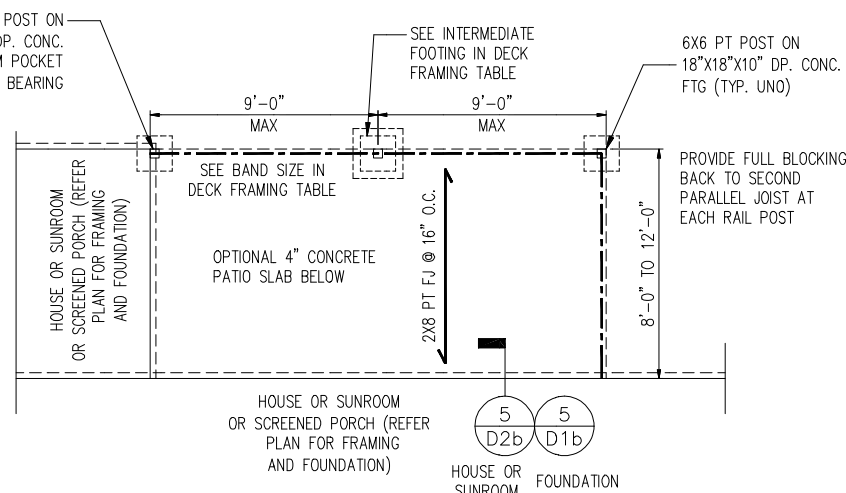 POST ON
DP. CONC.
POCKET
BEARING
SEE INTERMEDIATE
FOOTING IN DECK
FRAMING TABLE
6X6 PT POST ON
18"X18"X10" DP. CONC.
FTG (TYP. UNO)
9'-0"
MAX
9'-0"
MAX
SEE BAND SIZE IN
DECK FRAMING TABLE
PROVIDE FULL BLOCKING
BACK TO SECOND
PARALLEL JOIST AT
EACH RAIL POST
HOUSE OR SUNROOM
OR SCREENED PORCH (REFER
PLAN FOR FRAMING
AND FOUNDATION)
OPTIONAL 4" CONCRETE
PATIO SLAB BELOW
2X8 PT FJ @ 16" O.C.
8'-0" TO 12'-0"
HOUSE OR SUNROOM
OR SCREENED PORCH (REFER
PLAN FOR FRAMING
AND FOUNDATION)
5
D2b
5
D1b
HOUSE OR
SUNROOM
FOUNDATION